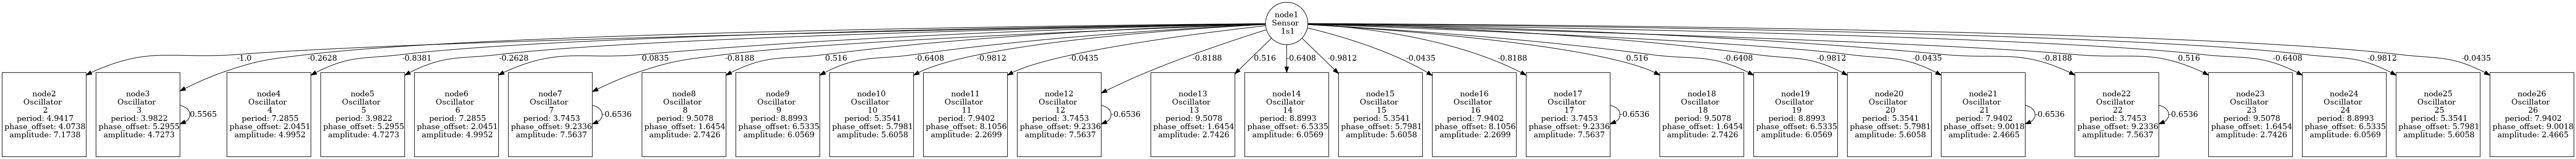 node1
Sensor
1s1
-1.0
-0.2628
-0.8381
-0.2628
0.0835
-0.8188
0.516
-0.6408
-0.9812
-0.0435
-0.8188
0.516
-0.6408
-0.9812
-0.0435
-0.8188
0.516
-0.6408
-0.9812
-0.0435
-0.8188
0.516
-0.6408
-0.9812
-0.0435
node2
Oscillator
2
period: 4.9417
phase_offset: 4.0738
amplitude: 7.1738
node3
Oscillator
3
period: 3.9822
phase_offset: 5.2955
amplitude: 4.7273
0.5565
node4
Oscillator
4
period: 7.2855
phase_offset: 2.0451
amplitude: 4.9952
node5
Oscillator
5
period: 3.9822
phase_offset: 5.2955
amplitude: 4.7273
node6
Oscillator
6
period: 7.2855
phase_offset: 2.0451
amplitude: 4.9952
node7
Oscillator
7
period: 3.7453
phase_offset: 9.2336
amplitude: 7.5637
-0.6536
node8
Oscillator
8
period: 9.5078
phase_offset: 1.6454
amplitude: 2.7426
node9
Oscillator
9
period: 8.8993
phase_offset: 6.5335
amplitude: 6.0569
node10
Oscillator
10
period: 5.3541
phase_offset: 5.7981
amplitude: 5.6058
node11
Oscillator
11
period: 7.9402
phase_offset: 8.1056
amplitude: 2.2699
node12
Oscillator
12
period: 3.7453
phase_offset: 9.2336
amplitude: 7.5637
-0.6536
node13
Oscillator
13
period: 9.5078
phase_offset: 1.6454
amplitude: 2.7426
node14
Oscillator
14
period: 8.8993
phase_offset: 6.5335
amplitude: 6.0569
node15
Oscillator
15
period: 5.3541
phase_offset: 5.7981
amplitude: 5.6058
node16
Oscillator
16
period: 7.9402
phase_offset: 8.1056
amplitude: 2.2699
node17
Oscillator
17
period: 3.7453
phase_offset: 9.2336
amplitude: 7.5637
-0.6536
node18
Oscillator
18
period: 9.5078
phase_offset: 1.6454
amplitude: 2.7426
node19
Oscillator
19
period: 8.8993
phase_offset: 6.5335
amplitude: 6.0569
node20
Oscillator
20
period: 5.3541
phase_offset: 5.7981
amplitude: 5.6058
node21
Oscillator
21
period: 7.9402
phase_offset: 9.0018
amplitude: 2.4665
-0.6536
node22
Oscillator
22
period: 3.7453
phase_offset: 9.2336
amplitude: 7.5637
-0.6536
node23
Oscillator
23
period: 9.5078
phase_offset: 1.6454
amplitude: 2.7426
node24
Oscillator
24
period: 8.8993
phase_offset: 6.5335
amplitude: 6.0569
node25
Oscillator
25
period: 5.3541
phase_offset: 5.7981
amplitude: 5.6058
node26
Oscillator
26
period: 7.9402
phase_offset: 9.0018
amplitude: 2.4665